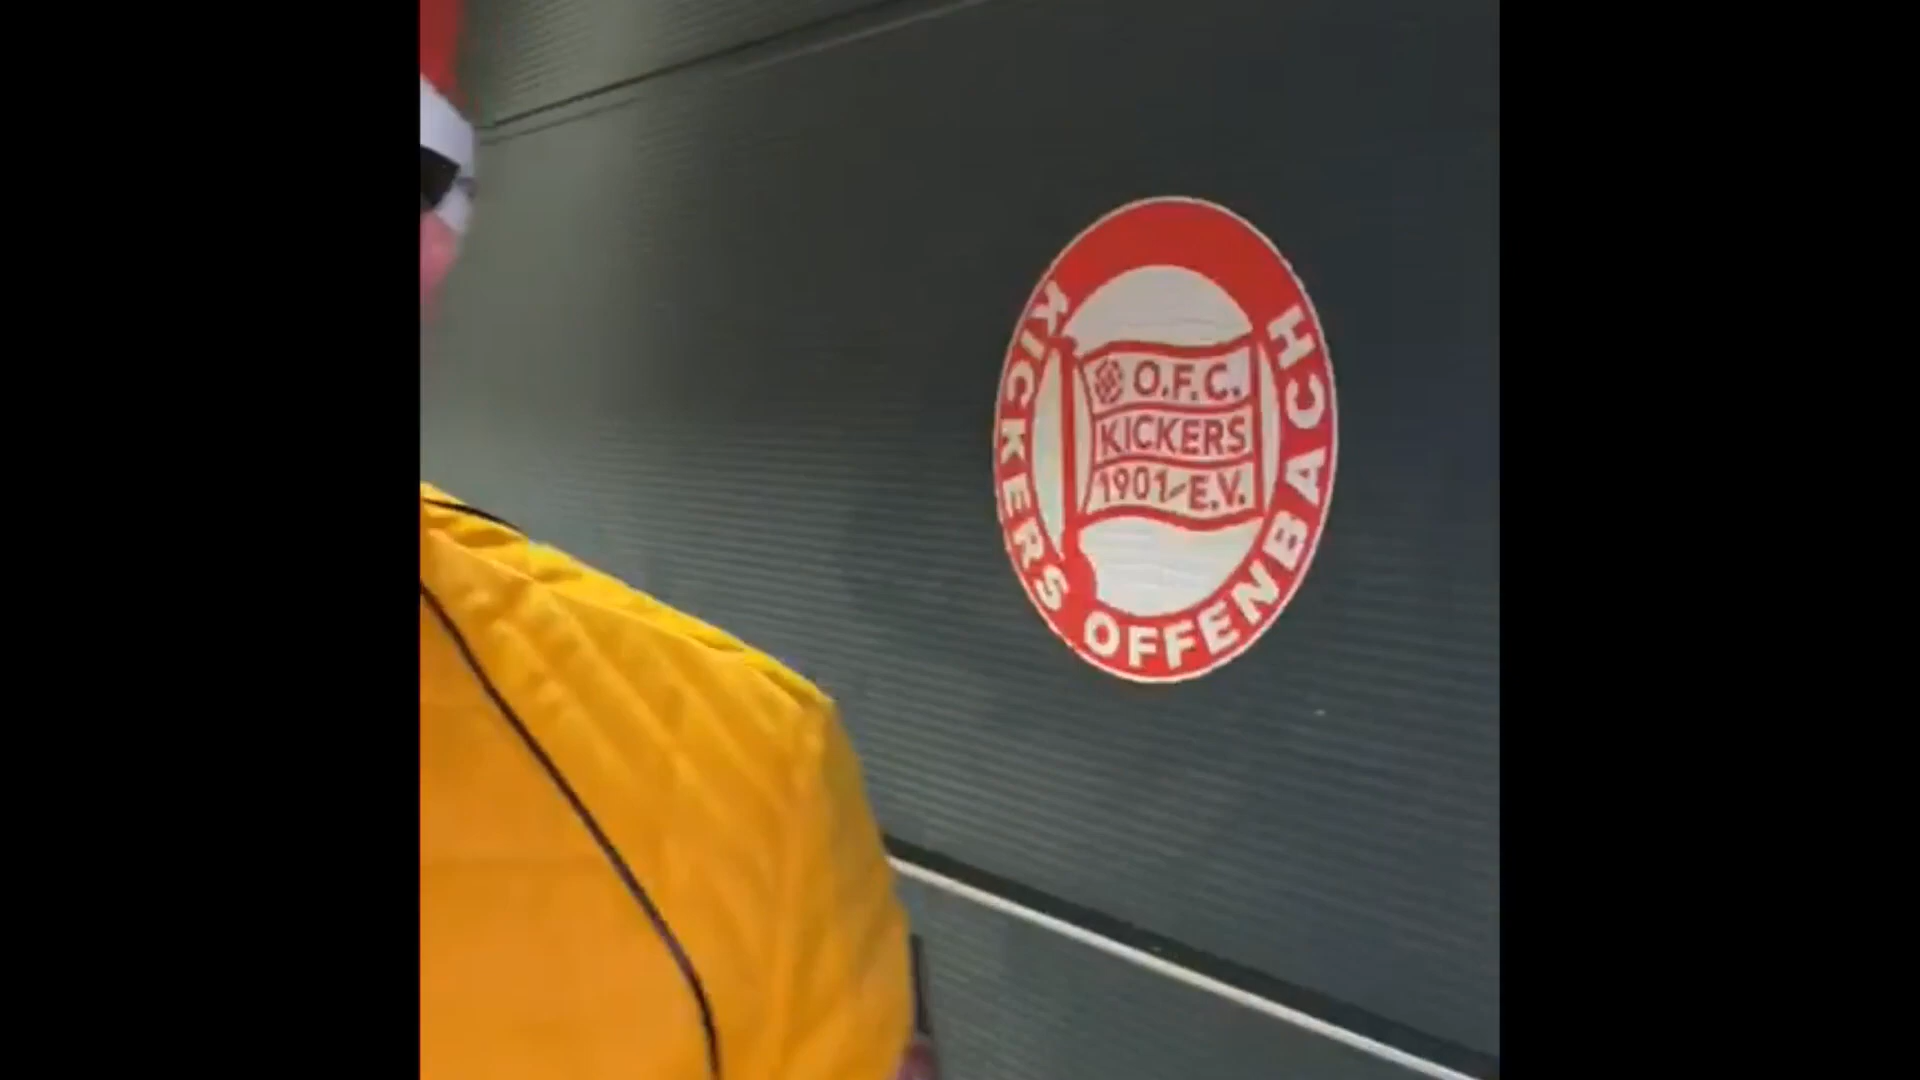 KICKERS OFFENBACH
O.F.C.
KICKERS
1901 E.V.